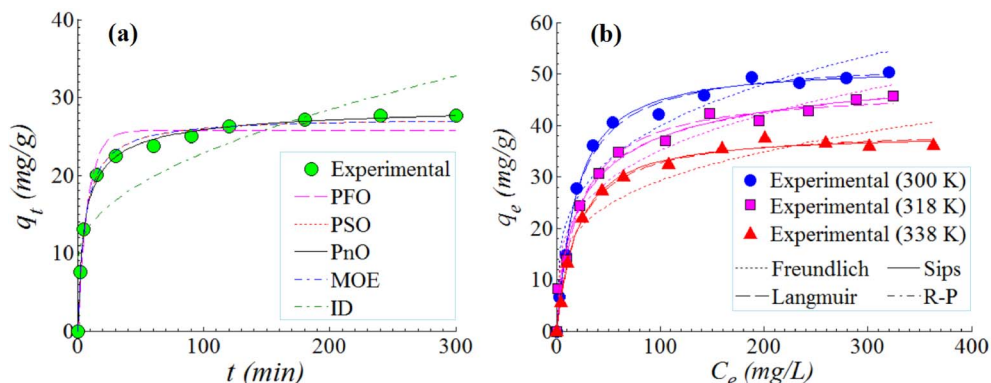 (a)
40
30
20
10
0
q_t (mg/g)
0
100
200
300
t (min)
Experimental
PFO
PSO
PnO
MOE
ID
(b)
60
50
40
30
20
10
0
q_e (mg/g)
0
100
200
300
400
C_e (mg/L)
Experimental (300 K)
Experimental (318 K)
Experimental (338 K)
Freundlich Sips
Langmuir R-P